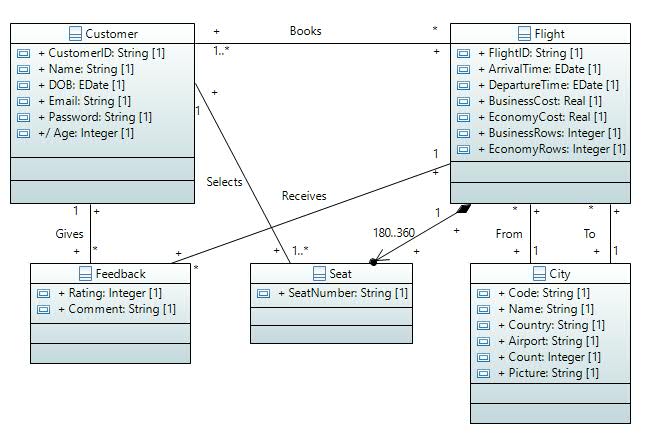 Customer
+ CustomerID: String [1]
+ Name: String [1]
+ DOB: EDate [1]
+ Email: String [1]
+ Password: String [1]
+/ Age: Integer [1]
+ Books *
1..* +
Flight
+ FlightID: String [1]
+ ArrivalTime: EDate [1]
+ DepartureTime: EDate [1]
+ BusinessCost: Real [1]
+ EconomyCost: Real [1]
+ BusinessRows: Integer [1]
+ EconomyRows: Integer [1]
+
1
Selects
+ 1..*
1
+
Receives
+ *
1 +
Gives
+ *
1
180..360
+
+
* +
From
+ 1
* +
To
+ 1
Feedback
+ Rating: Integer [1]
+ Comment: String [1]
Seat
+ SeatNumber: String [1]
City
+ Code: String [1]
+ Name: String [1]
+ Country: String [1]
+ Airport: String [1]
+ Count: Integer [1]
+ Picture: String [1]